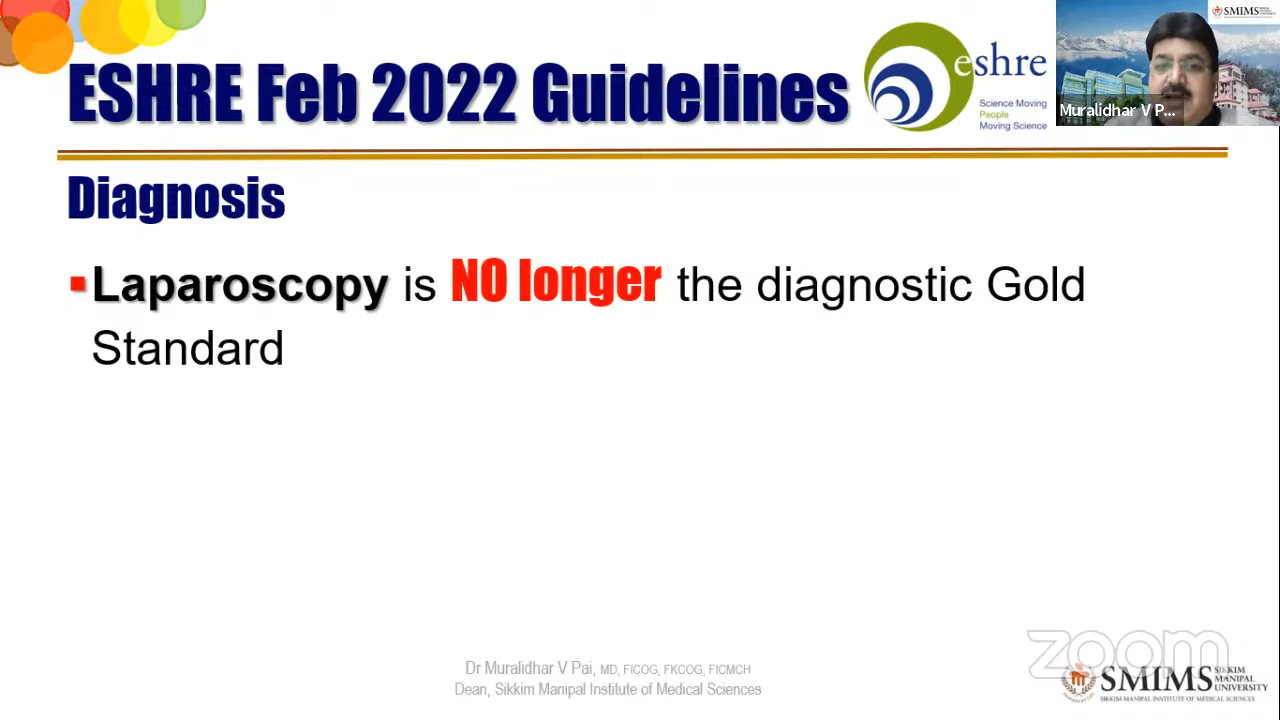 ESHRE Feb 2022 Guidelines
eshre
Science Moving
People
Moving Science
SMIMS
Muralidhar V P...
Diagnosis
Laparoscopy is NO longer the diagnostic Gold
Standard
zoom
Dr Muralidhar V Pai, MD, FICOG, FKCOG, FICMCH
Dean, Sikkim Manipal Institute of Medical Sciences
SMIMS
SIKKIM
MANIPAL
UNIVERSITY
SIKKIM MANIPAL INSTITUTE OF MEDICAL SCIENCES